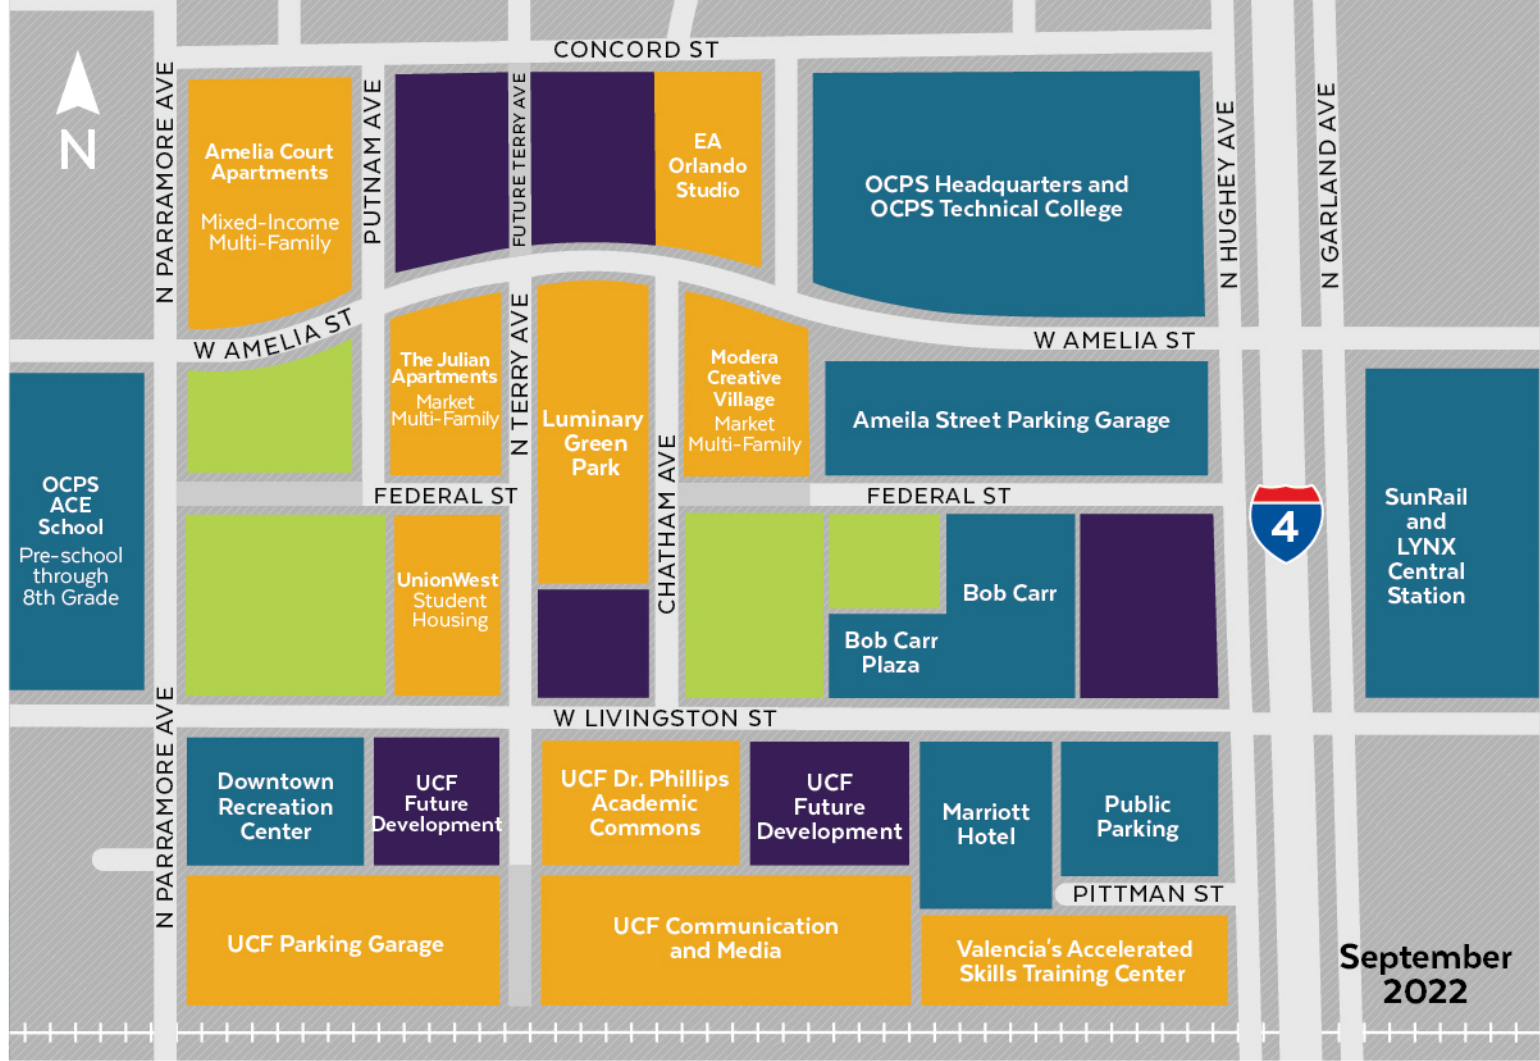 CONCORD ST
N
N PARRAMORE AVE
Amelia Court
Apartments
Mixed-Income
Multi-Family
PUTNAM AVE
FUTURE TERRY AVE
EA
Orlando
Studio
OCPS Headquarters and
OCPS Technical College
N HUGHEY AVE
N GARLAND AVE
W AMELIA ST
W AMELIA ST
The Julian
Apartments
Market
Multi-Family
N TERRY AVE
Luminary
Green
Park
CHATHAM AVE
Modera
Creative
Village
Market
Multi-Family
Ameila Street Parking Garage
OCPS
ACE
School
Pre-school
through
8th Grade
FEDERAL ST
FEDERAL ST
4
SunRail
and
LYNX
Central
Station
UnionWest
Student
Housing
Bob Carr
Bob Carr
Plaza
W LIVINGSTON ST
N PARRAMORE AVE
Downtown
Recreation
Center
UCF
Future
Development
UCF Dr. Phillips
Academic
Commons
UCF
Future
Development
Marriott
Hotel
Public
Parking
PITTMAN ST
UCF Parking Garage
UCF Communication
and Media
Valencia's Accelerated
Skills Training Center
September
2022